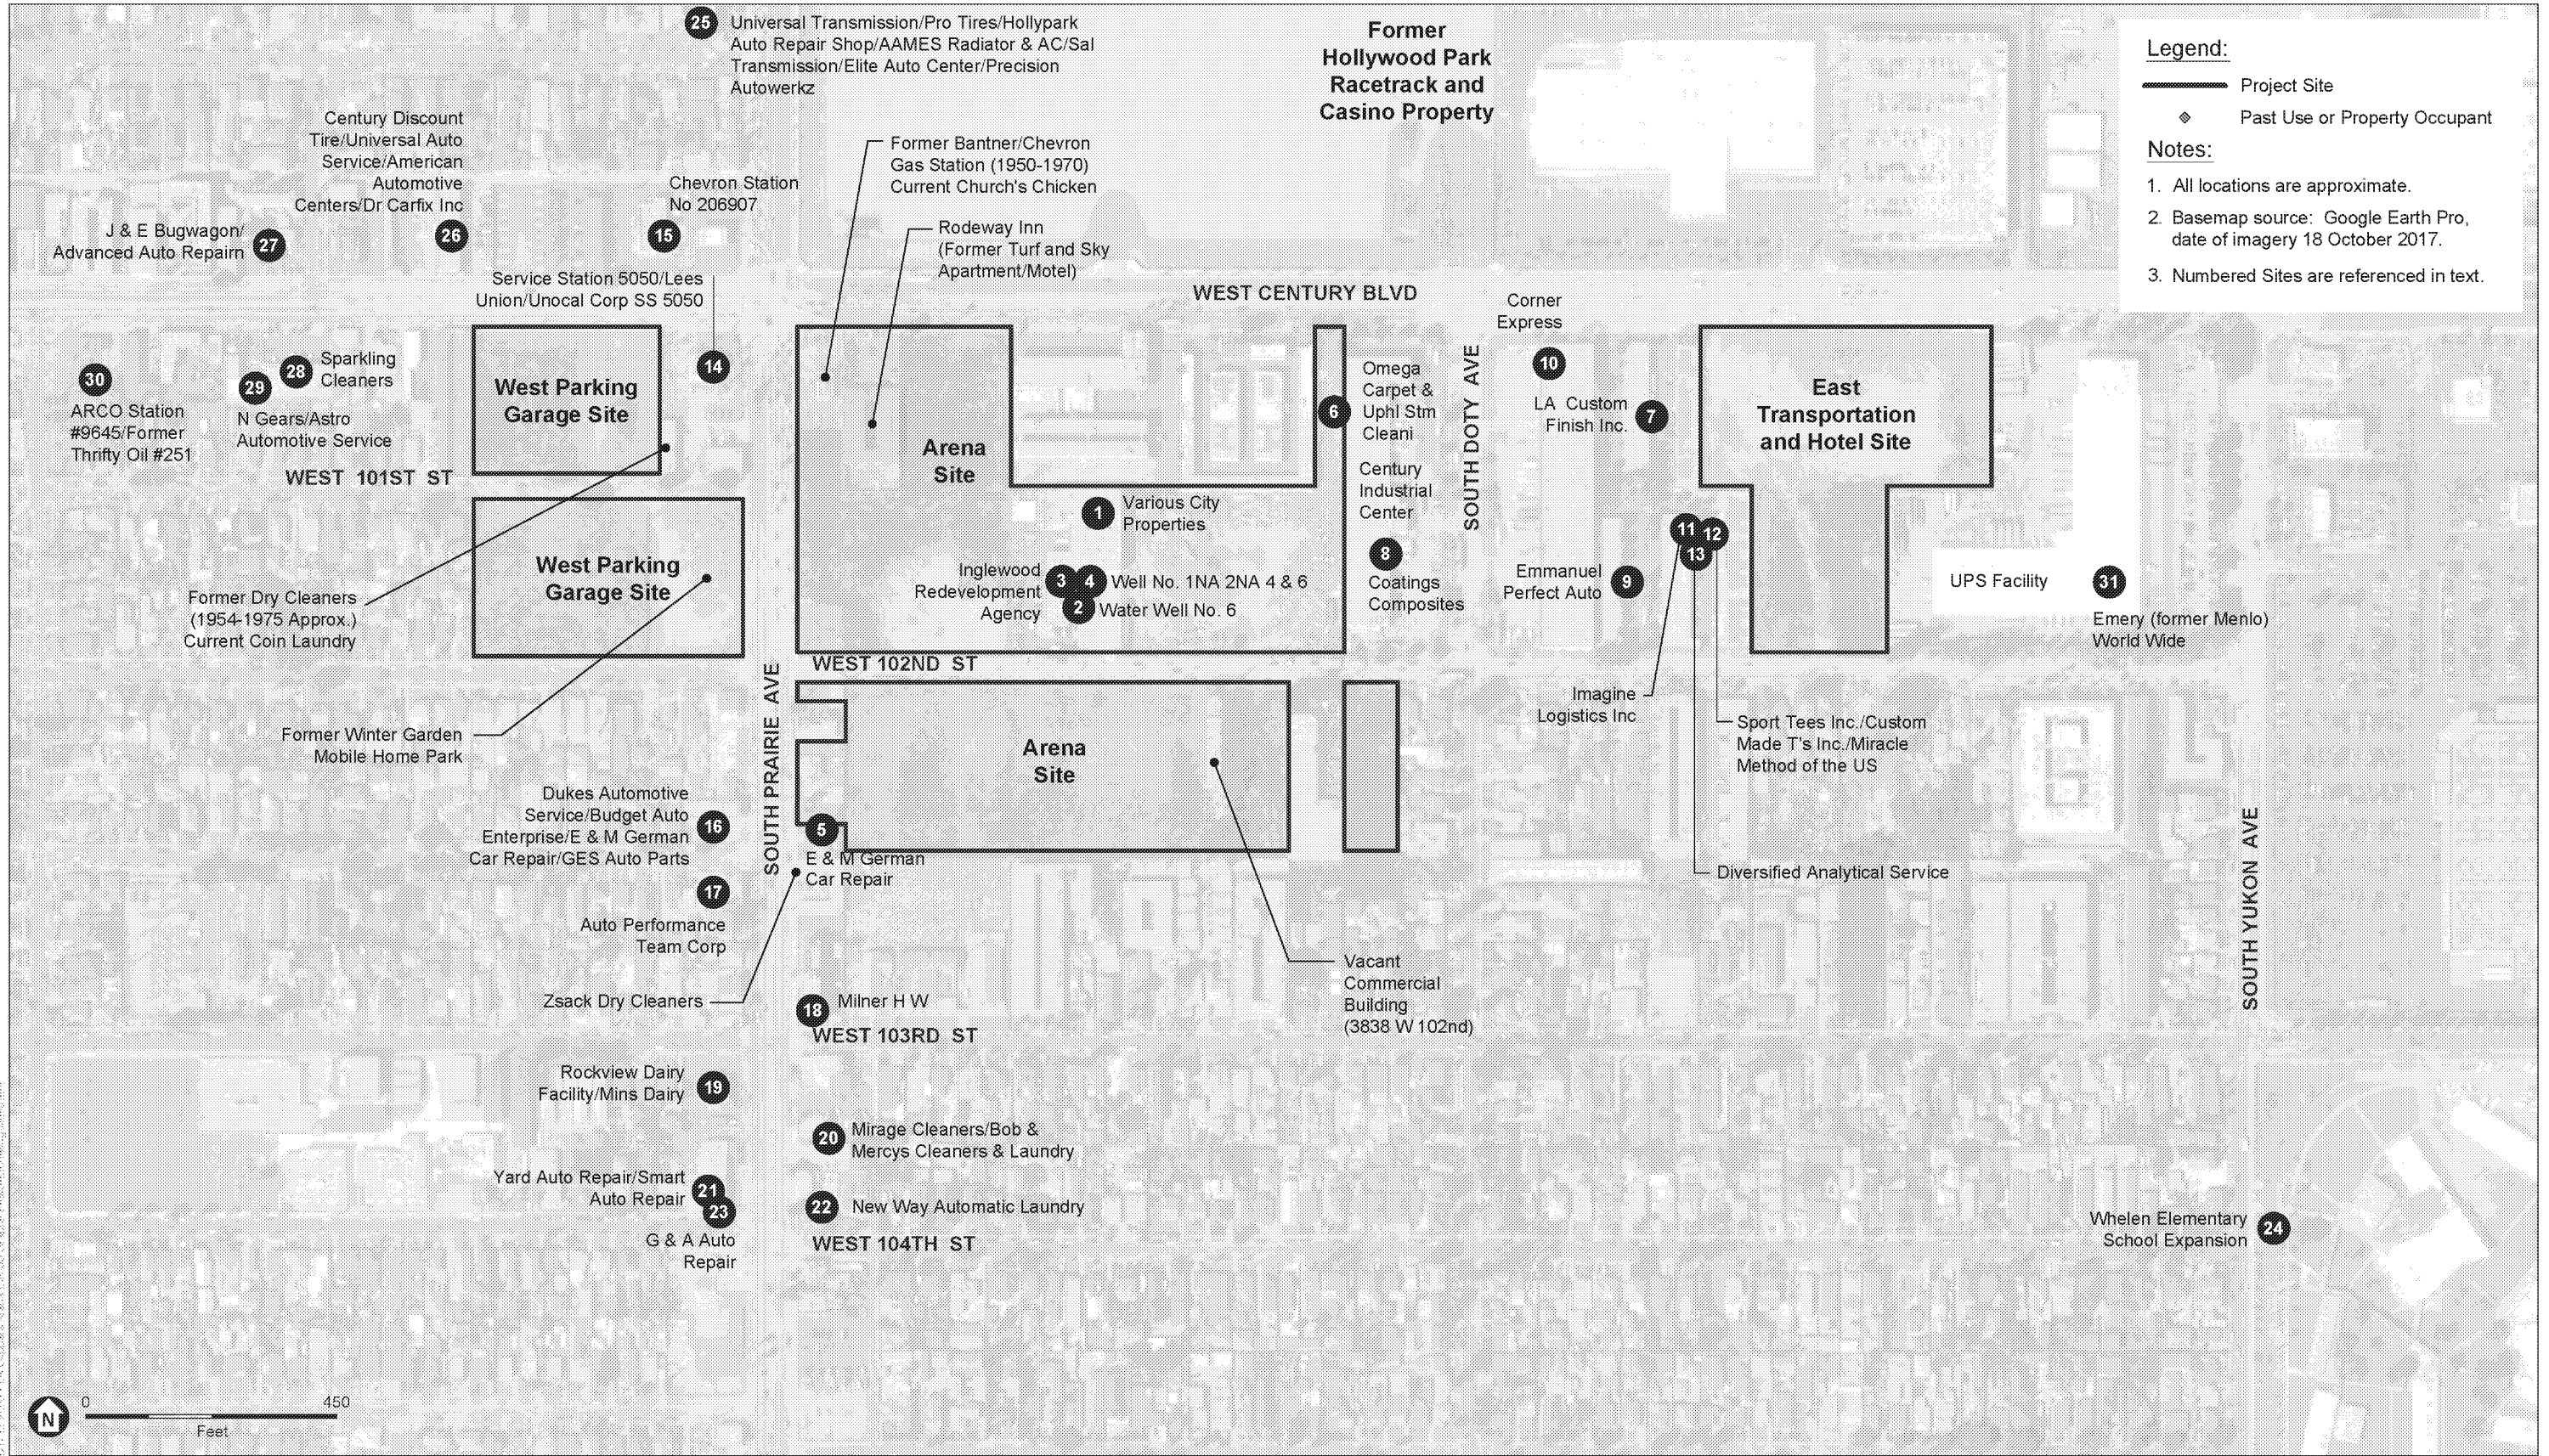 25
Universal Transmission/Pro Tires/Hollypark
Auto Repair Shop/AAMES Radiator & AC/Sal
Transmission/Elite Auto Center/Precision
Autowerkz
Former
Hollywood Park
Racetrack and
Casino Property
Legend:
Project Site
Past Use or Property Occupant
Notes:
1. All locations are approximate.
2. Basemap source: Google Earth Pro,
date of imagery 18 October 2017.
3. Numbered Sites are referenced in text.
Century Discount
Tire/Universal Auto
Service/American
Automotive
Centers/Dr Carfix Inc
26
J & E Bugwagon/
Advanced Auto Repairn
27
Chevron Station
No 206907
15
Former Bantner/Chevron
Gas Station (1950-1970)
Current Church's Chicken
Rodeway Inn
(Former Turf and Sky
Apartment/Motel)
Service Station 5050/Lees
Union/Unocal Corp SS 5050
14
WEST CENTURY BLVD
Corner
Express
10
30
ARCO Station
#9645/Former
Thrifty Oil #251
28
Sparkling
Cleaners
29
N Gears/Astro
Automotive Service
WEST 101ST ST
West Parking
Garage Site
Arena
Site
6
Omega
Carpet &
Uphl Stm
Cleani
Century
Industrial
Center
SOUTH DOTY AVE
LA Custom
Finish Inc.
7
East
Transportation
and Hotel Site
1
Various City
Properties
West Parking
Garage Site
Inglewood
Redevelopment
Agency
3
4
Well No. 1NA 2NA 4 & 6
2
Water Well No. 6
8
Coatings
Composites
Emmanuel
Perfect Auto
9
11
12
13
UPS Facility
31
Emery (former Menlo)
World Wide
Former Dry Cleaners
(1954-1975 Approx.)
Current Coin Laundry
WEST 102ND ST
Former Winter Garden
Mobile Home Park
SOUTH PRAIRIE AVE
Arena
Site
Imagine
Logistics Inc
Sport Tees Inc./Custom
Made T's Inc./Miracle
Method of the US
Diversified Analytical Service
Dukes Automotive
Service/Budget Auto
Enterprise/E & M German
Car Repair/GES Auto Parts
16
5
E & M German
Car Repair
17
Auto Performance
Team Corp
Zsack Dry Cleaners
Vacant
Commercial
Building
(3838 W 102nd)
SOUTH YUKON AVE
18
Milner H W
WEST 103RD ST
Rockview Dairy
Facility/Mins Dairy
19
20
Mirage Cleaners/Bob &
Mercys Cleaners & Laundry
Yard Auto Repair/Smart
Auto Repair
21
23
G & A Auto
Repair
22
New Way Automatic Laundry
WEST 104TH ST
Whelen Elementary
School Expansion
24
N
0
450
Feet